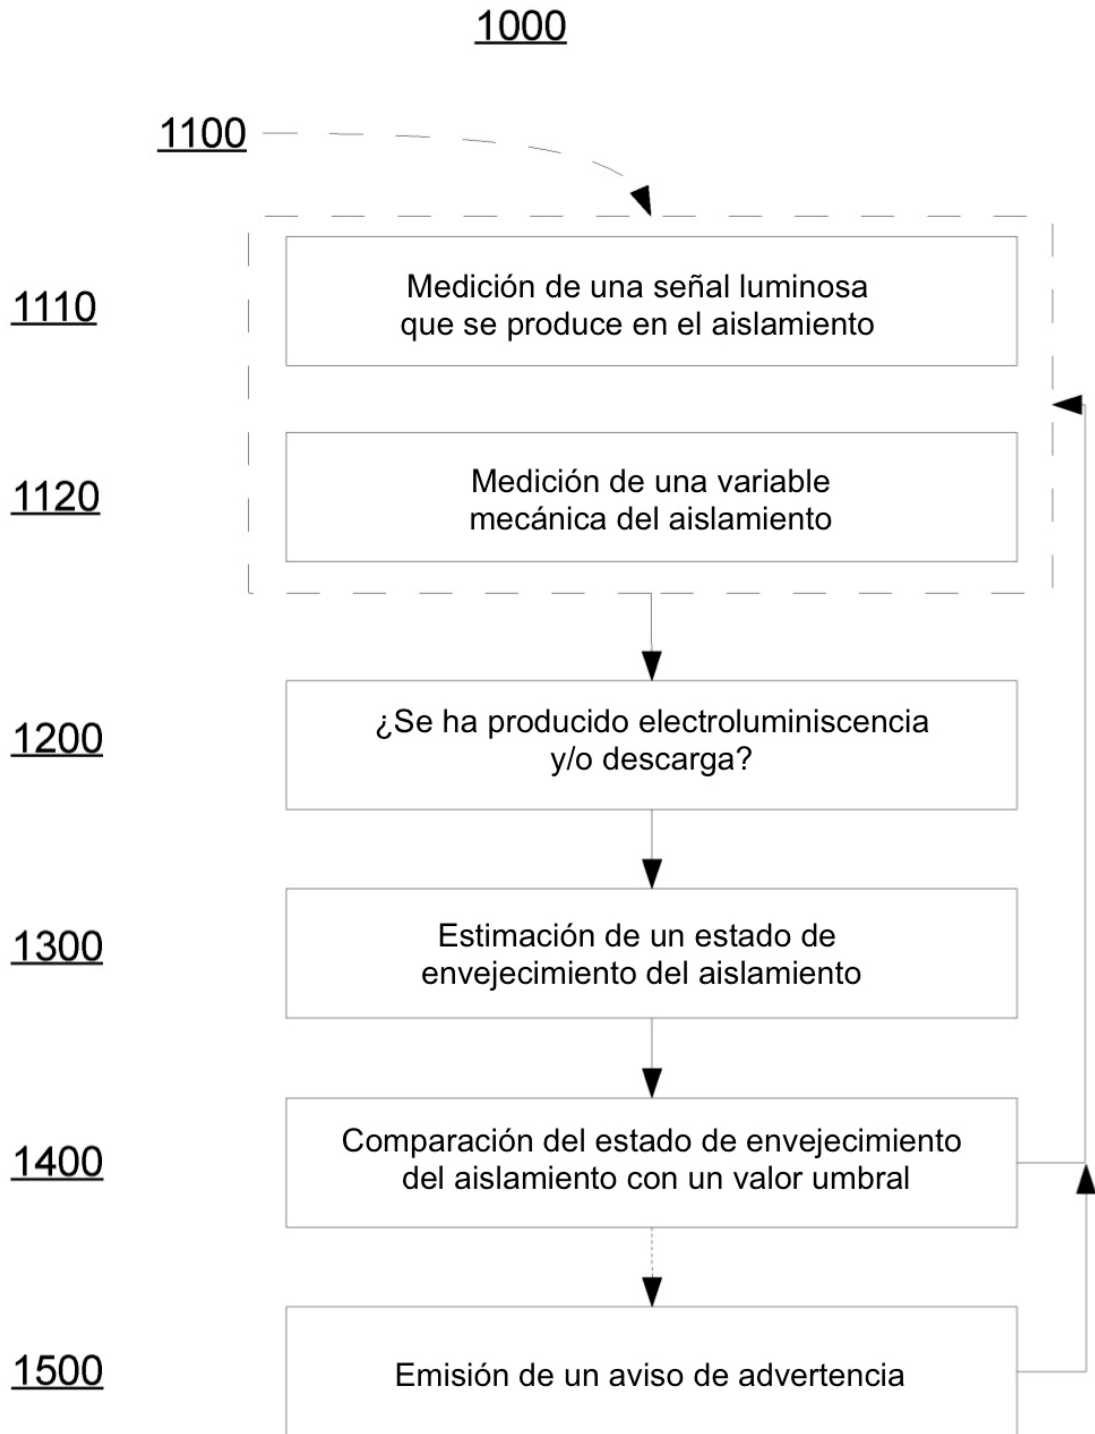 1000
1100
1110
Medición de una señal luminosa
que se produce en el aislamiento
1120
Medición de una variable
mecánica del aislamiento
1200
¿Se ha producido electroluminiscencia
y/o descarga?
1300
Estimación de un estado de
envejecimiento del aislamiento
1400
Comparación del estado de envejecimiento
del aislamiento con un valor umbral
1500
Emisión de un aviso de advertencia